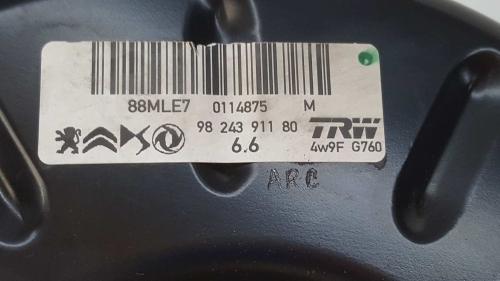 88MLE7 0114875 M
98 243 911 80 TRW
6.6 4w9F G760
ARC